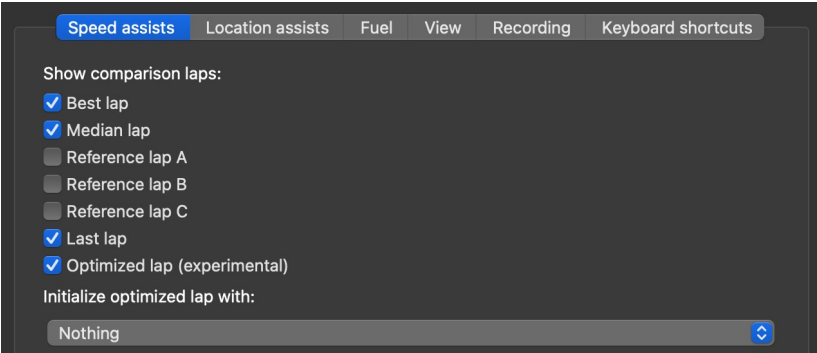 Speed assists Location assists Fuel View Recording Keyboard shortcuts
Show comparison laps:
Best lap
Median lap
Reference lap A
Reference lap B
Reference lap C
Last lap
Optimized lap (experimental)
Initialize optimized lap with:
Nothing